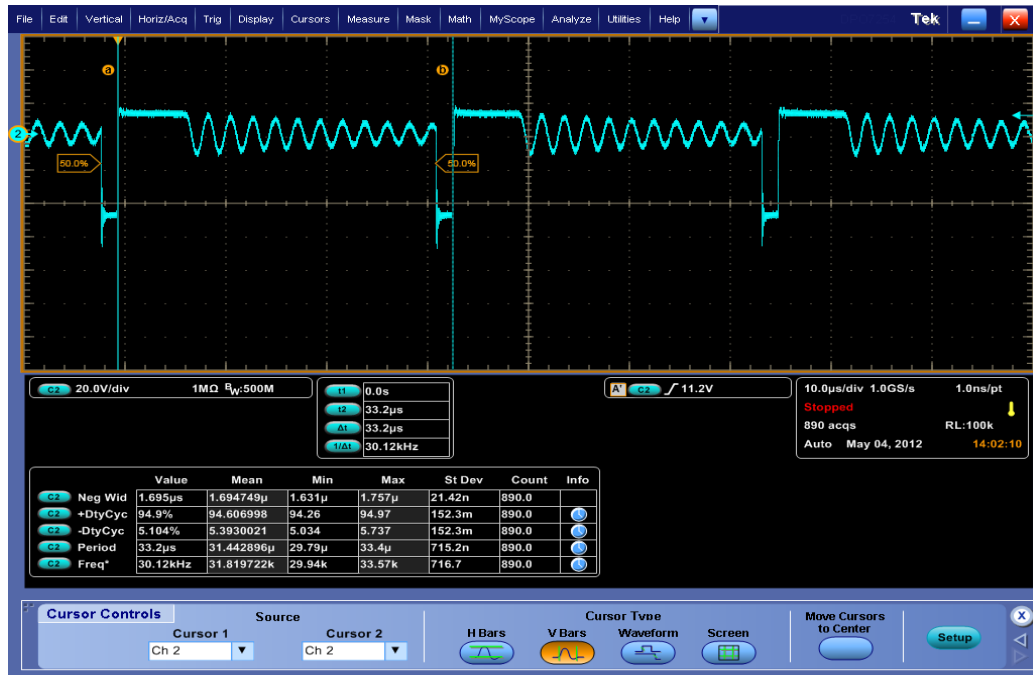 File Edit Vertical Horiz/Acq Trig Display Cursors Measure Mask Math MyScope Analyze Utilities Help Tek X
a b
2
50.0% 50.0%
C2 20.0V/div 1MΩ BW:500M
t1 0.0s
t2 33.2µs
Δt 33.2µs
1/Δt 30.12kHz
A' C2 11.2V
10.0µs/div 1.0GS/s 1.0ns/pt
Stopped
890 acqs RL:100k
Auto May 04, 2012 14:02:10
Value Mean Min Max St Dev Count Info
C2 Neg Wid 1.695µs 1.694749µ 1.631µ 1.757µ 21.42n 890.0
C2 +DtyCyc 94.9% 94.606998 94.26 94.97 152.3m 890.0
C2 -DtyCyc 5.104% 5.3930021 5.034 5.737 152.3m 890.0
C2 Period 33.2µs 31.442896µ 29.79µ 33.4µ 715.2n 890.0
C2 Freq* 30.12kHz 31.819722k 29.94k 33.57k 716.7 890.0
Cursor Controls
Source
Cursor 1 Cursor 2
Ch 2 Ch 2
Cursor Type
H Bars V Bars Waveform Screen
Move Cursors
to Center
Setup
X